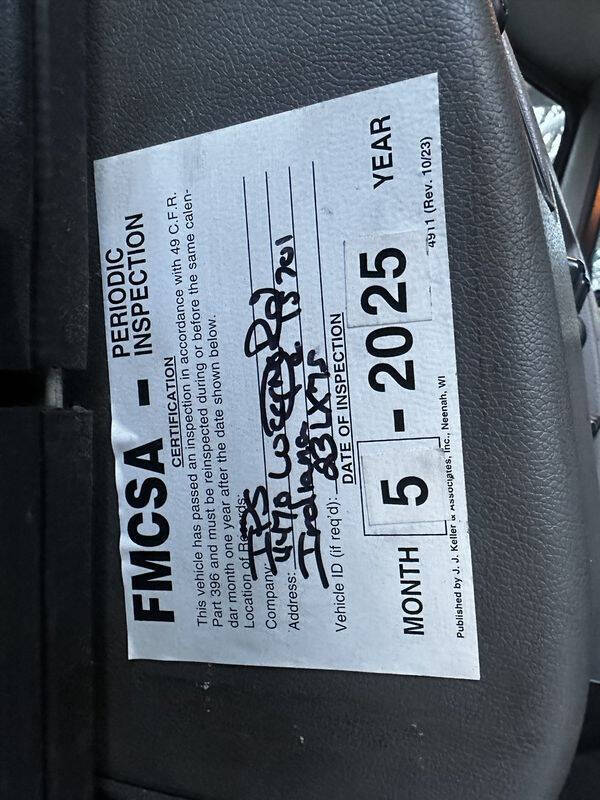 FMCSA – PERIODIC INSPECTION
CERTIFICATION
This vehicle has passed an inspection in accordance with 49 C.F.R.
Part 396 and must be reinspected during or before the same calen-
dar month one year after the date shown below.
Location of Records:
Company:
Address: Indiana 15701
Vehicle ID (if req'd): 23LX75
DATE OF INSPECTION
MONTH 5 - 2025 YEAR
Published by J. J. Keller & Associates, Inc., Neenah, WI 4911 (Rev. 10/23)